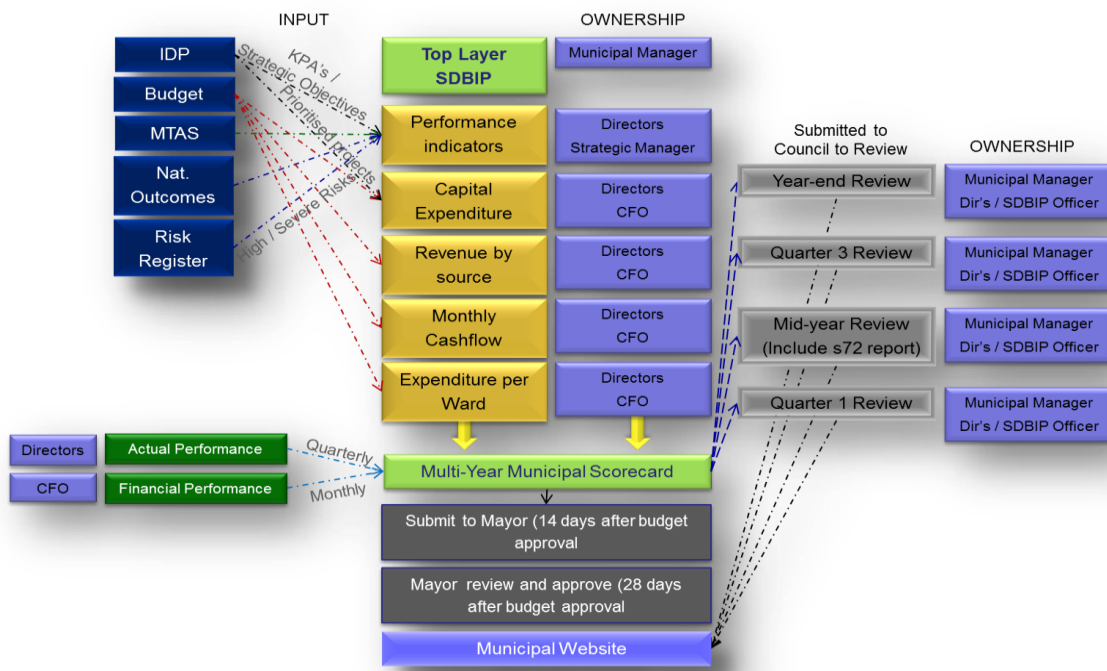 INPUT
OWNERSHIP
IDP
Budget
MTAS
Nat.
Outcomes
Risk
Register
KPA's /
Strategic Objectives
Prioritised projects
High / Severe Risks
Top Layer
SDBIP
Municipal Manager
Performance
indicators
Directors
Strategic Manager
Capital
Expenditure
Directors
CFO
Revenue by
source
Directors
CFO
Monthly
Cashflow
Directors
CFO
Expenditure per
Ward
Directors
CFO
Submitted to
Council to Review
OWNERSHIP
Year-end Review
Municipal Manager
Dir's / SDBIP Officer
Quarter 3 Review
Municipal Manager
Dir's / SDBIP Officer
Mid-year Review
(Include s72 report)
Municipal Manager
Dir's / SDBIP Officer
Quarter 1 Review
Municipal Manager
Dir's / SDBIP Officer
Directors
Actual Performance
Quarterly
CFO
Financial Performance
Monthly
Multi-Year Municipal Scorecard
Submit to Mayor (14 days after budget
approval
Mayor review and approve (28 days
after budget approval
Municipal Website